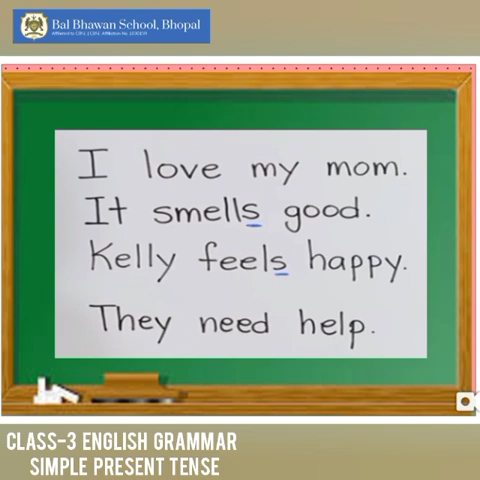 Bal Bhawan School, Bhopal
I love my mom.
It smells good.
Kelly feels happy.
They need help.
CLASS-3 ENGLISH GRAMMAR
SIMPLE PRESENT TENSE